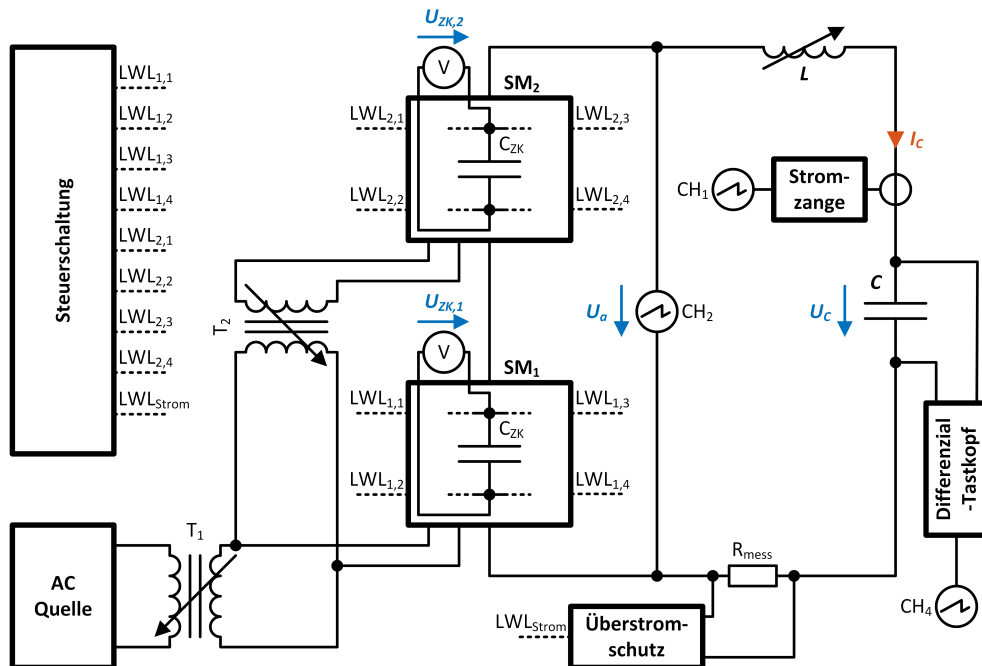 Steuerschaltung
LWL1,1
LWL1,2
LWL1,3
LWL1,4
LWL2,1
LWL2,2
LWL2,3
LWL2,4
LWLStrom
AC
Quelle
T1
T2
UZK,2
V
SM2
LWL2,1
LWL2,3
CZK
LWL2,2
LWL2,4
UZK,1
V
SM1
LWL1,1
LWL1,3
CZK
LWL1,2
LWL1,4
Ua
CH2
L
IC
CH1
Strom-
zange
C
UC
Differenzial
-Tastkopf
CH4
Rmess
LWLStrom
Überstrom-
schutz